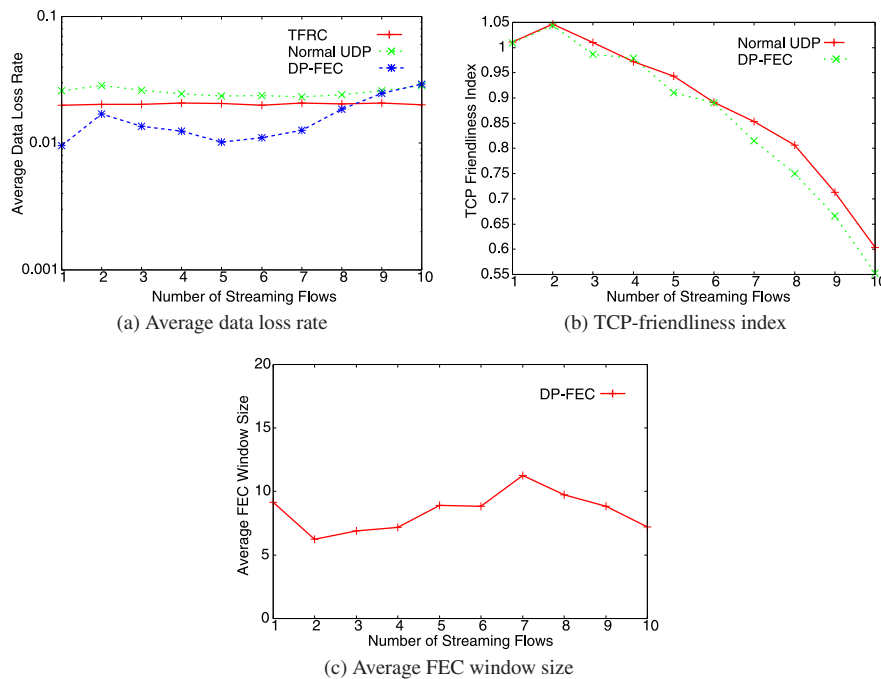 0.1
0.01
0.001
Average Data Loss Rate
TFRC
Normal UDP
DP-FEC
1 2 3 4 5 6 7 8 9 10
Number of Streaming Flows
(a) Average data loss rate
1.05
1
0.95
0.9
0.85
0.8
0.75
0.7
0.65
0.6
0.55
TCP Friendliness Index
Normal UDP
DP-FEC
1 2 3 4 5 6 7 8 9 10
Number of Streaming Flows
(b) TCP-friendliness index
20
15
10
5
0
Average FEC Window Size
DP-FEC
1 2 3 4 5 6 7 8 9 10
Number of Streaming Flows
(c) Average FEC window size